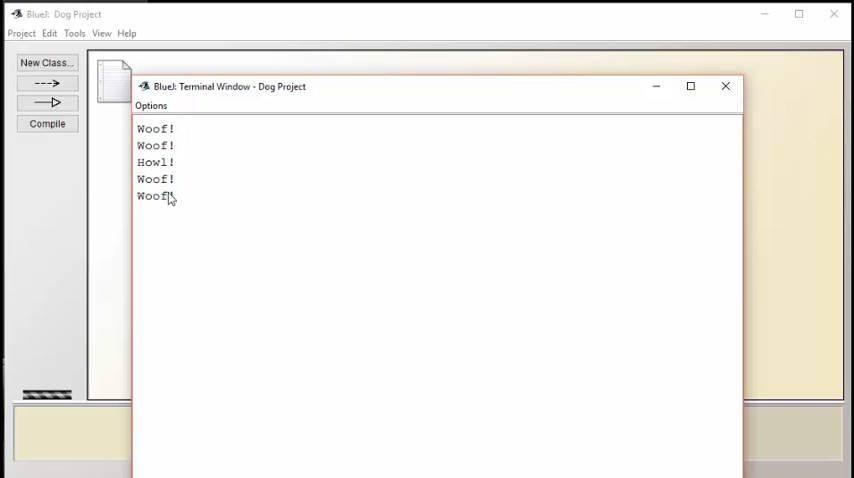 BlueJ: Dog Project
Project Edit Tools View Help
New Class...
Compile
BlueJ: Terminal Window - Dog Project
Options
Woof!
Woof!
Howl!
Woof!
Woof!